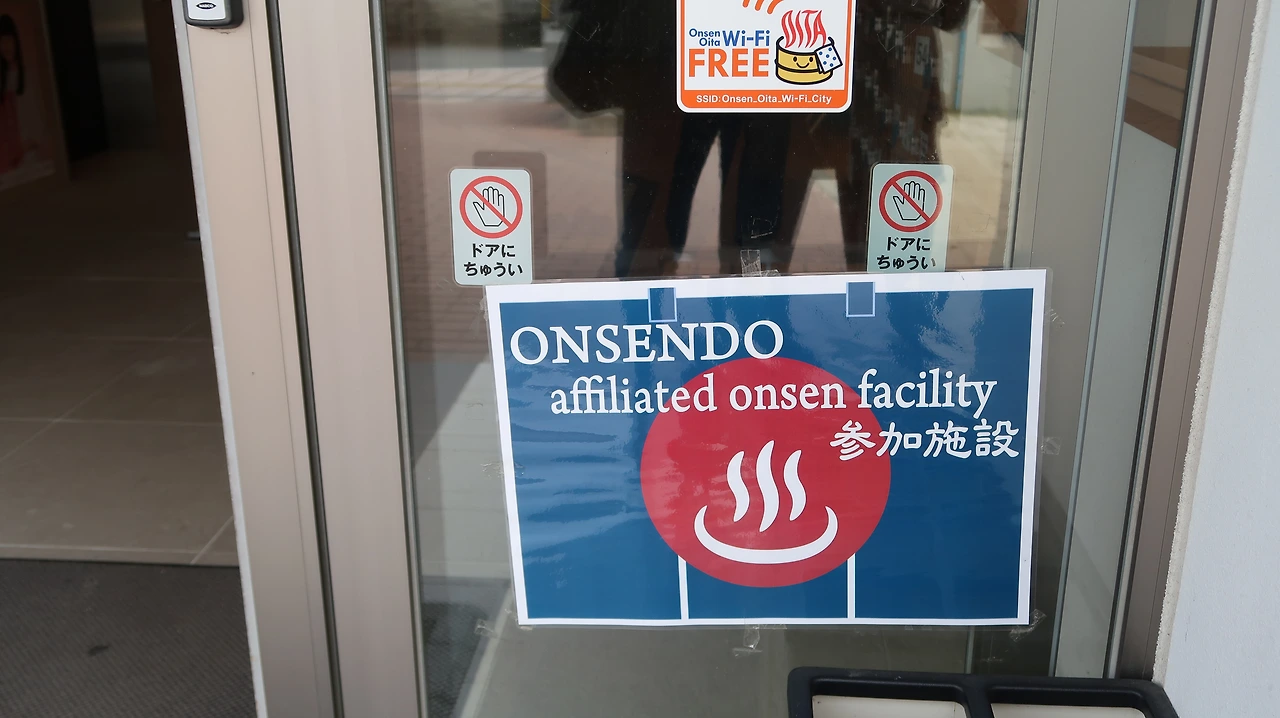 OITA
Onsen
Oita Wi-Fi
FREE
SSID:Onsen_Oita_Wi-Fi_City
ドアに
ちゅうい
ドアに
ちゅうい
ONSENDO
affiliated onsen facility
参加施設